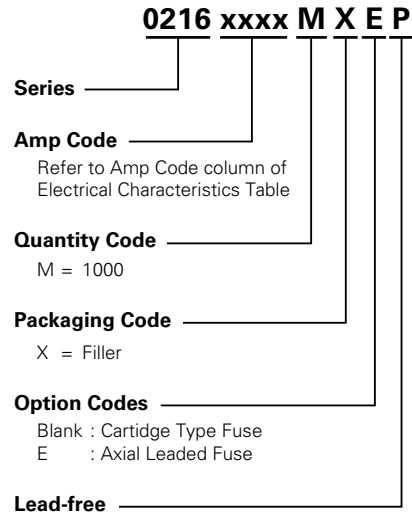 0216 xxxx M X E P
Series
Amp Code
Refer to Amp Code column of
Electrical Characteristics Table
Quantity Code
M = 1000
Packaging Code
X = Filler
Option Codes
Blank : Cartidge Type Fuse
E : Axial Leaded Fuse
Lead-free